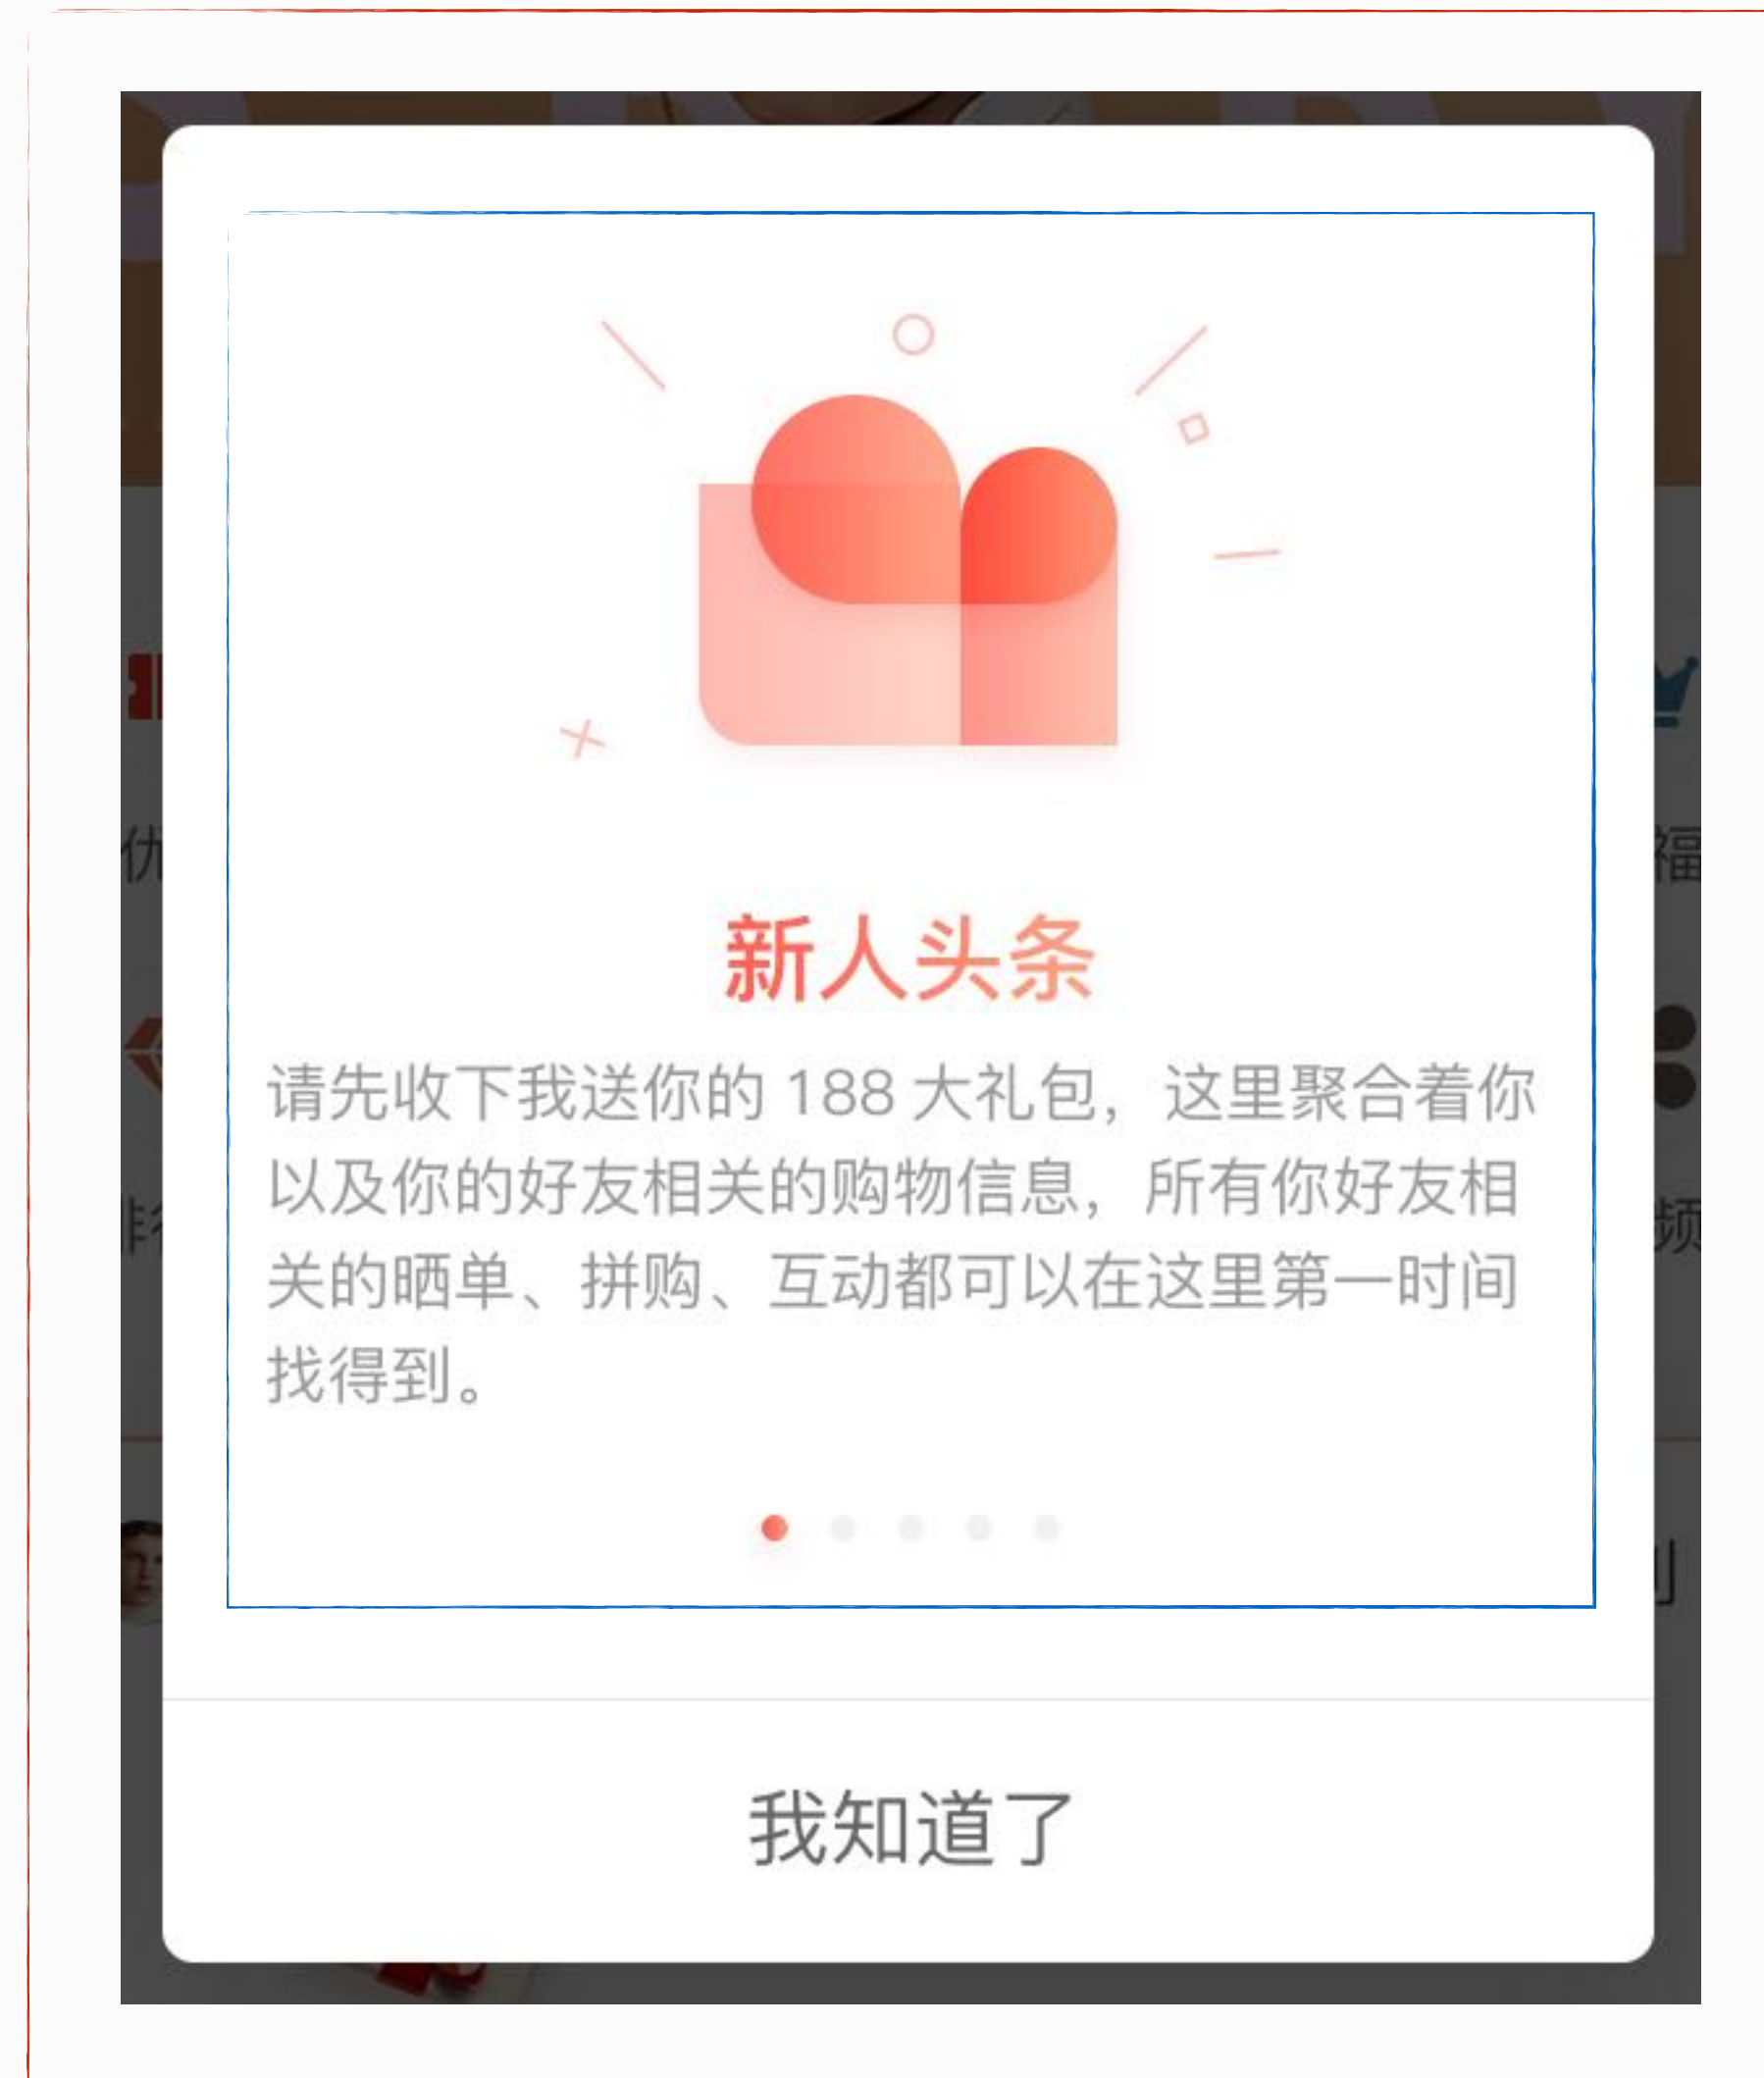 优
福
新人头条
请先收下我送你的 188 大礼包，这里聚合着你
以及你的好友相关的购物信息，所有你好友相
关的晒单、拼购、互动都可以在这里第一时间
找得到。
频
我知道了